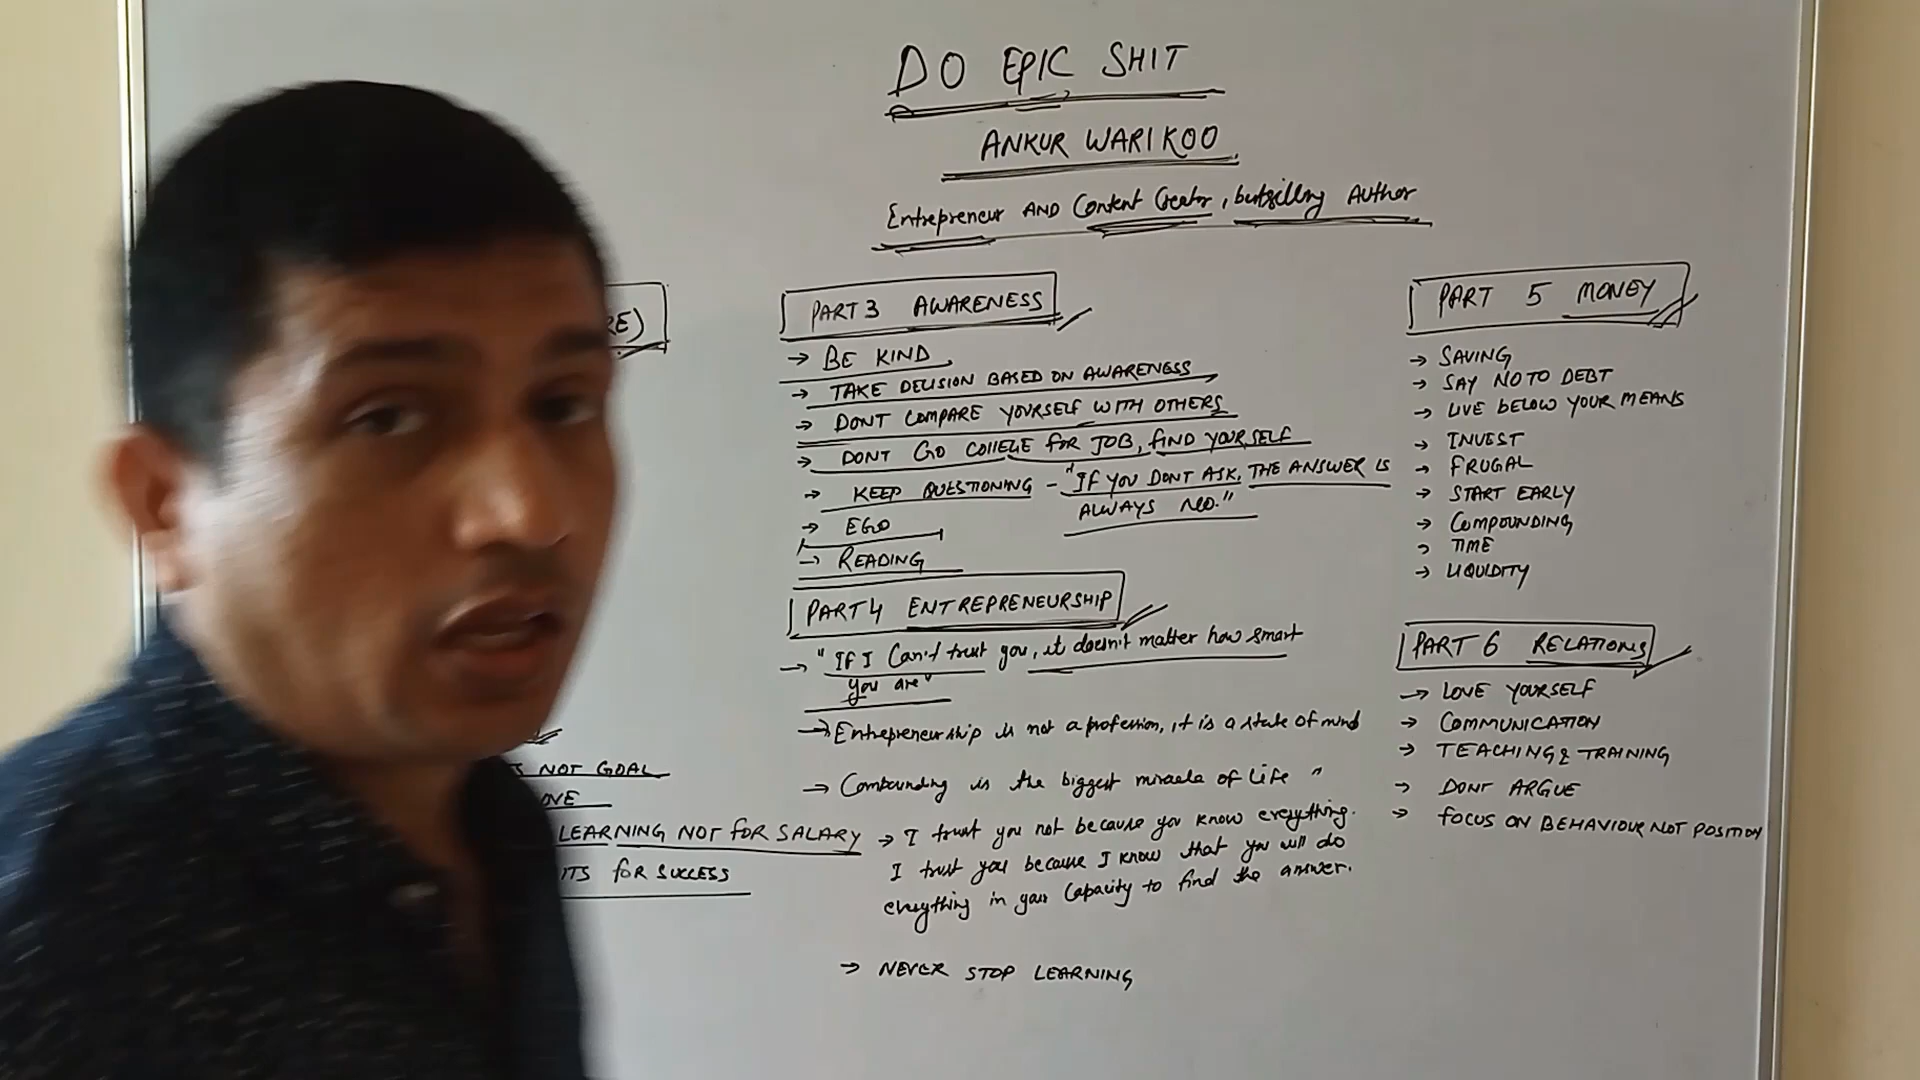 DO EPIC SHIT
ANKUR WARIKOO
Entrepreneur AND Content Creator, bestselling Author
RE)
S NOT GOAL
OVE
LEARNING NOT FOR SALARY
ITS FOR SUCCESS
PART 3 AWARENESS
→ BE KIND
→ TAKE DECISION BASED ON AWARENESS
→ DONT COMPARE YOURSELF WITH OTHERS
→ DONT GO COLLEGE FOR JOB, FIND YOURSELF
→ KEEP QUESTIONING - "IF YOU DONT ASK, THE ANSWER IS
ALWAYS NO."
→ EGO
→ READING
PART 4 ENTREPRENEURSHIP
→ "If I Can't trust you, it doesn't matter how smart
you are"
→ Entrepreneurship is not a profession, it is a state of mind
→ Compounding is the biggest miracle of Life "
→ I trust you not because you know everything.
I trust you because I know that you will do
everything in your Capacity to find the answer.
→ NEVER STOP LEARNING
PART 5 MONEY
→ SAVING
→ SAY NO TO DEBT
→ LIVE BELOW YOUR MEANS
→ INVEST
→ FRUGAL
→ START EARLY
→ COMPOUNDING
→ TIME
→ LIQUIDITY
PART 6 RELATIONS
→ LOVE YOURSELF
→ COMMUNICATION
→ TEACHING & TRAINING
→ DONT ARGUE
→ FOCUS ON BEHAVIOUR NOT POSITION